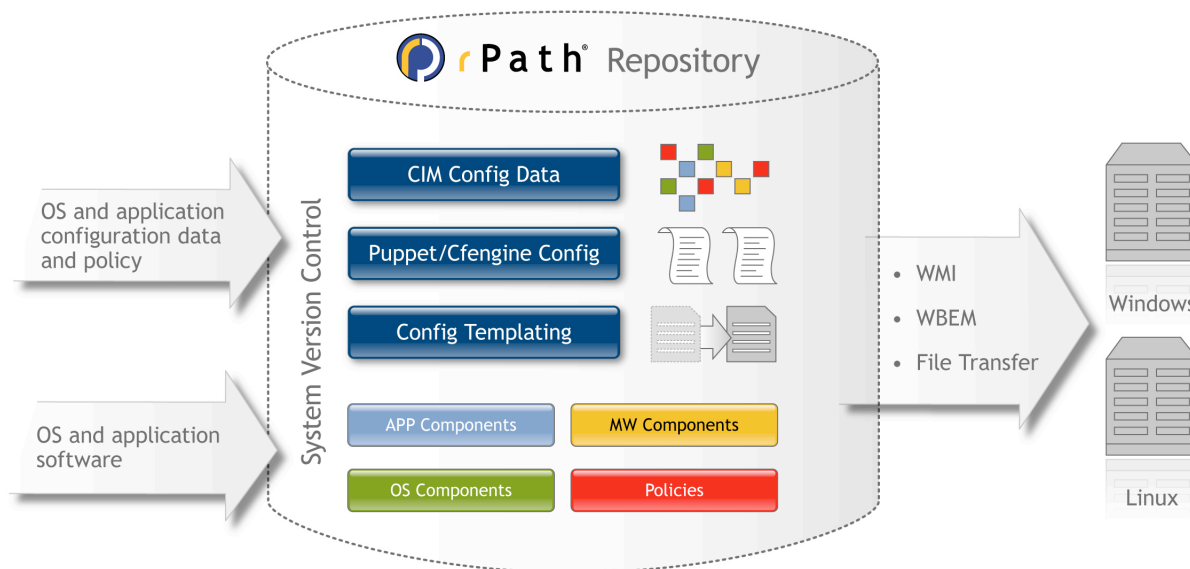 rPath® Repository
OS and application
configuration data
and policy
OS and application
software
System Version Control
CIM Config Data
Puppet/Cfengine Config
Config Templating
APP Components
MW Components
OS Components
Policies
• WMI
• WBEM
• File Transfer
Windows
Linux